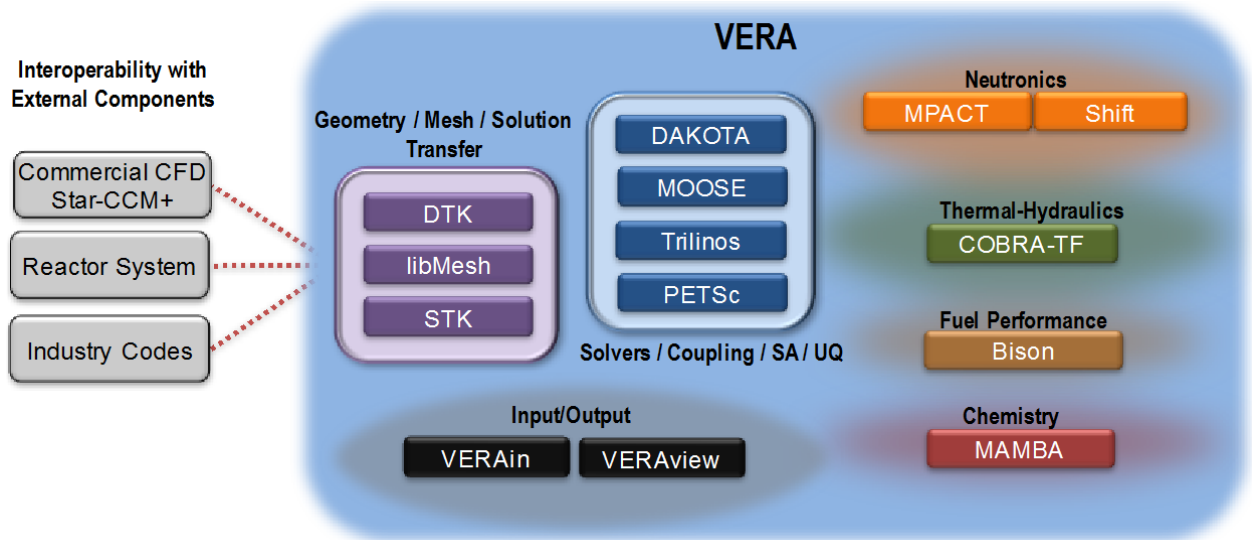 VERA
Interoperability with
External Components
Commercial CFD
Star-CCM+
Reactor System
Industry Codes
Geometry / Mesh / Solution
Transfer
DTK
libMesh
STK
DAKOTA
MOOSE
Trilinos
PETSc
Solvers / Coupling / SA / UQ
Input/Output
VERAin
VERAview
Neutronics
MPACT
Shift
Thermal-Hydraulics
COBRA-TF
Fuel Performance
Bison
Chemistry
MAMBA